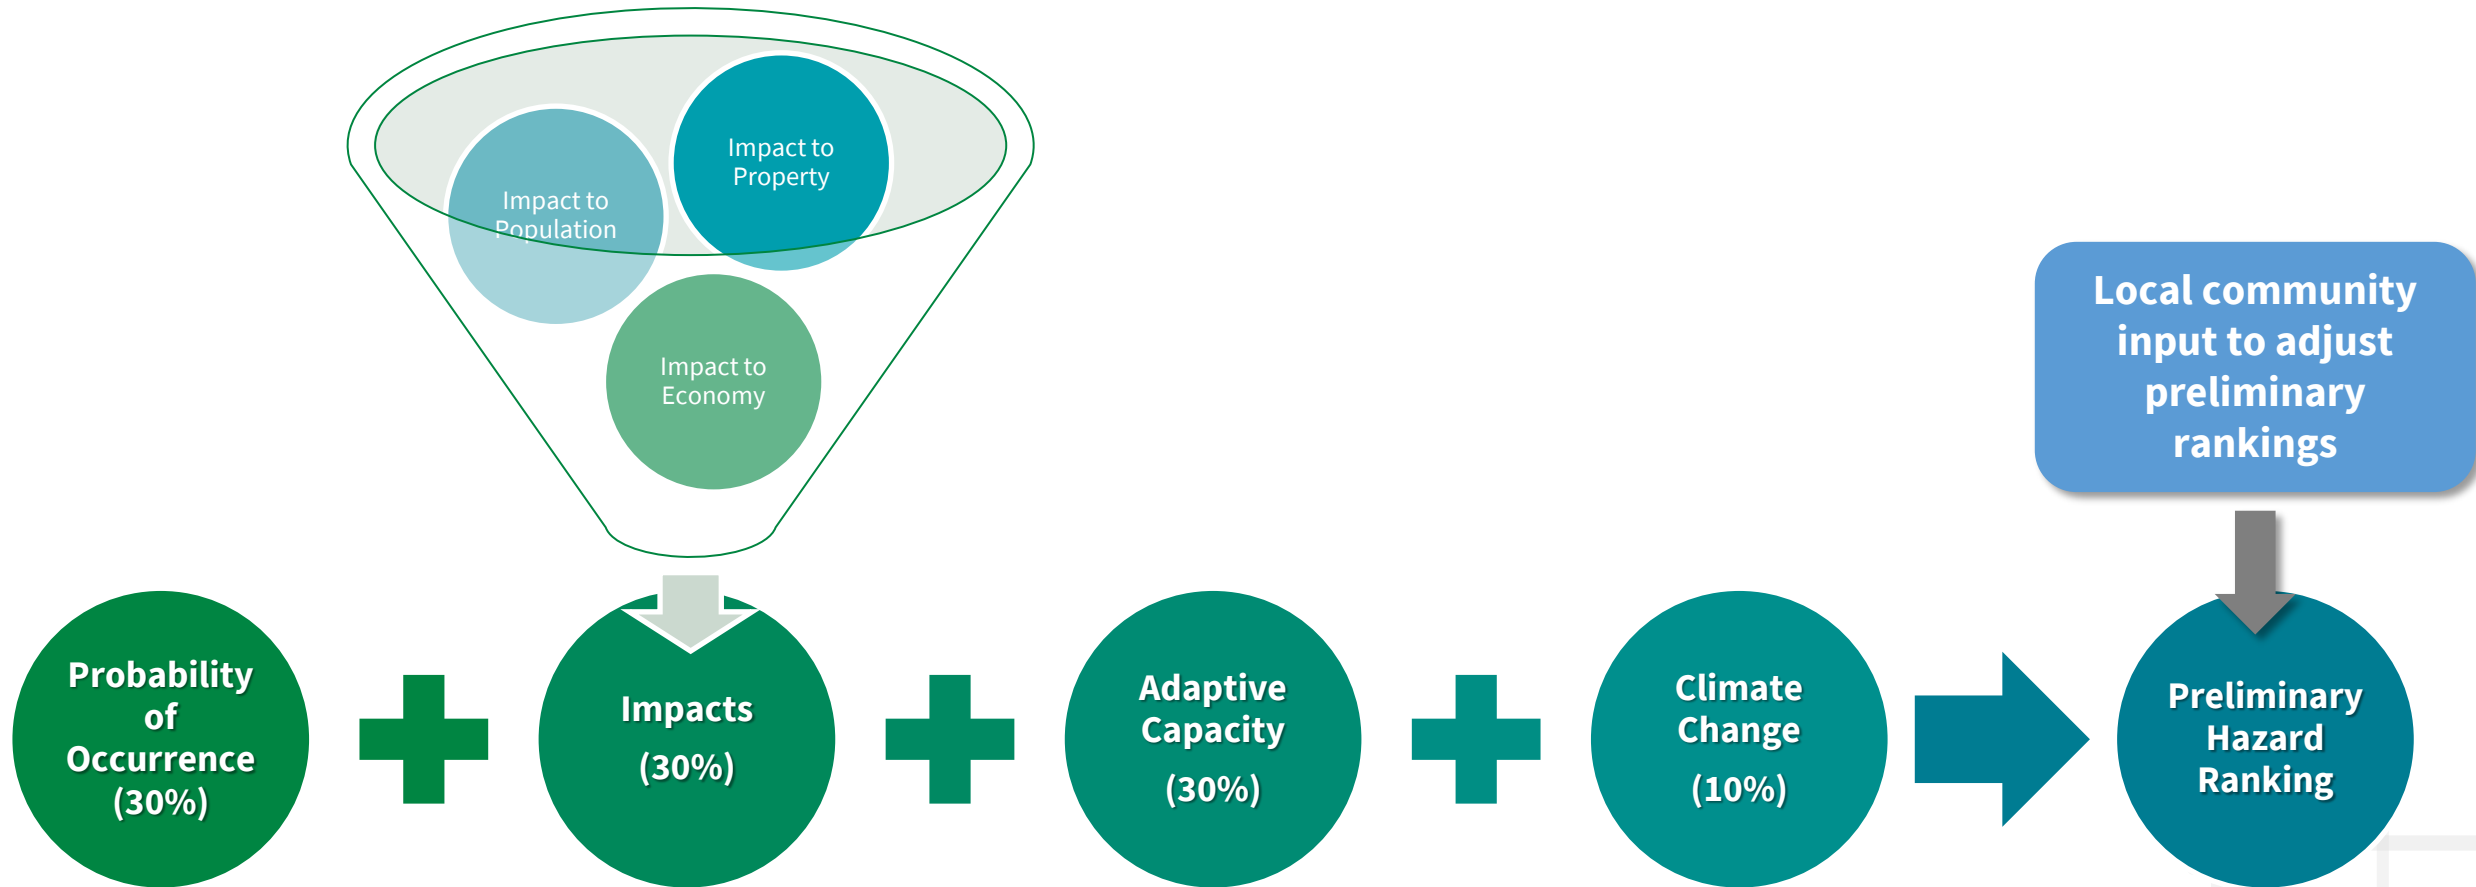 Impact to
Property
Impact to
Population
Impact to
Economy
Local community
input to adjust
preliminary
rankings
Probability
of
Occurrence
(30%)
Impacts
(30%)
Adaptive
Capacity
(30%)
Climate
Change
(10%)
Preliminary
Hazard
Ranking